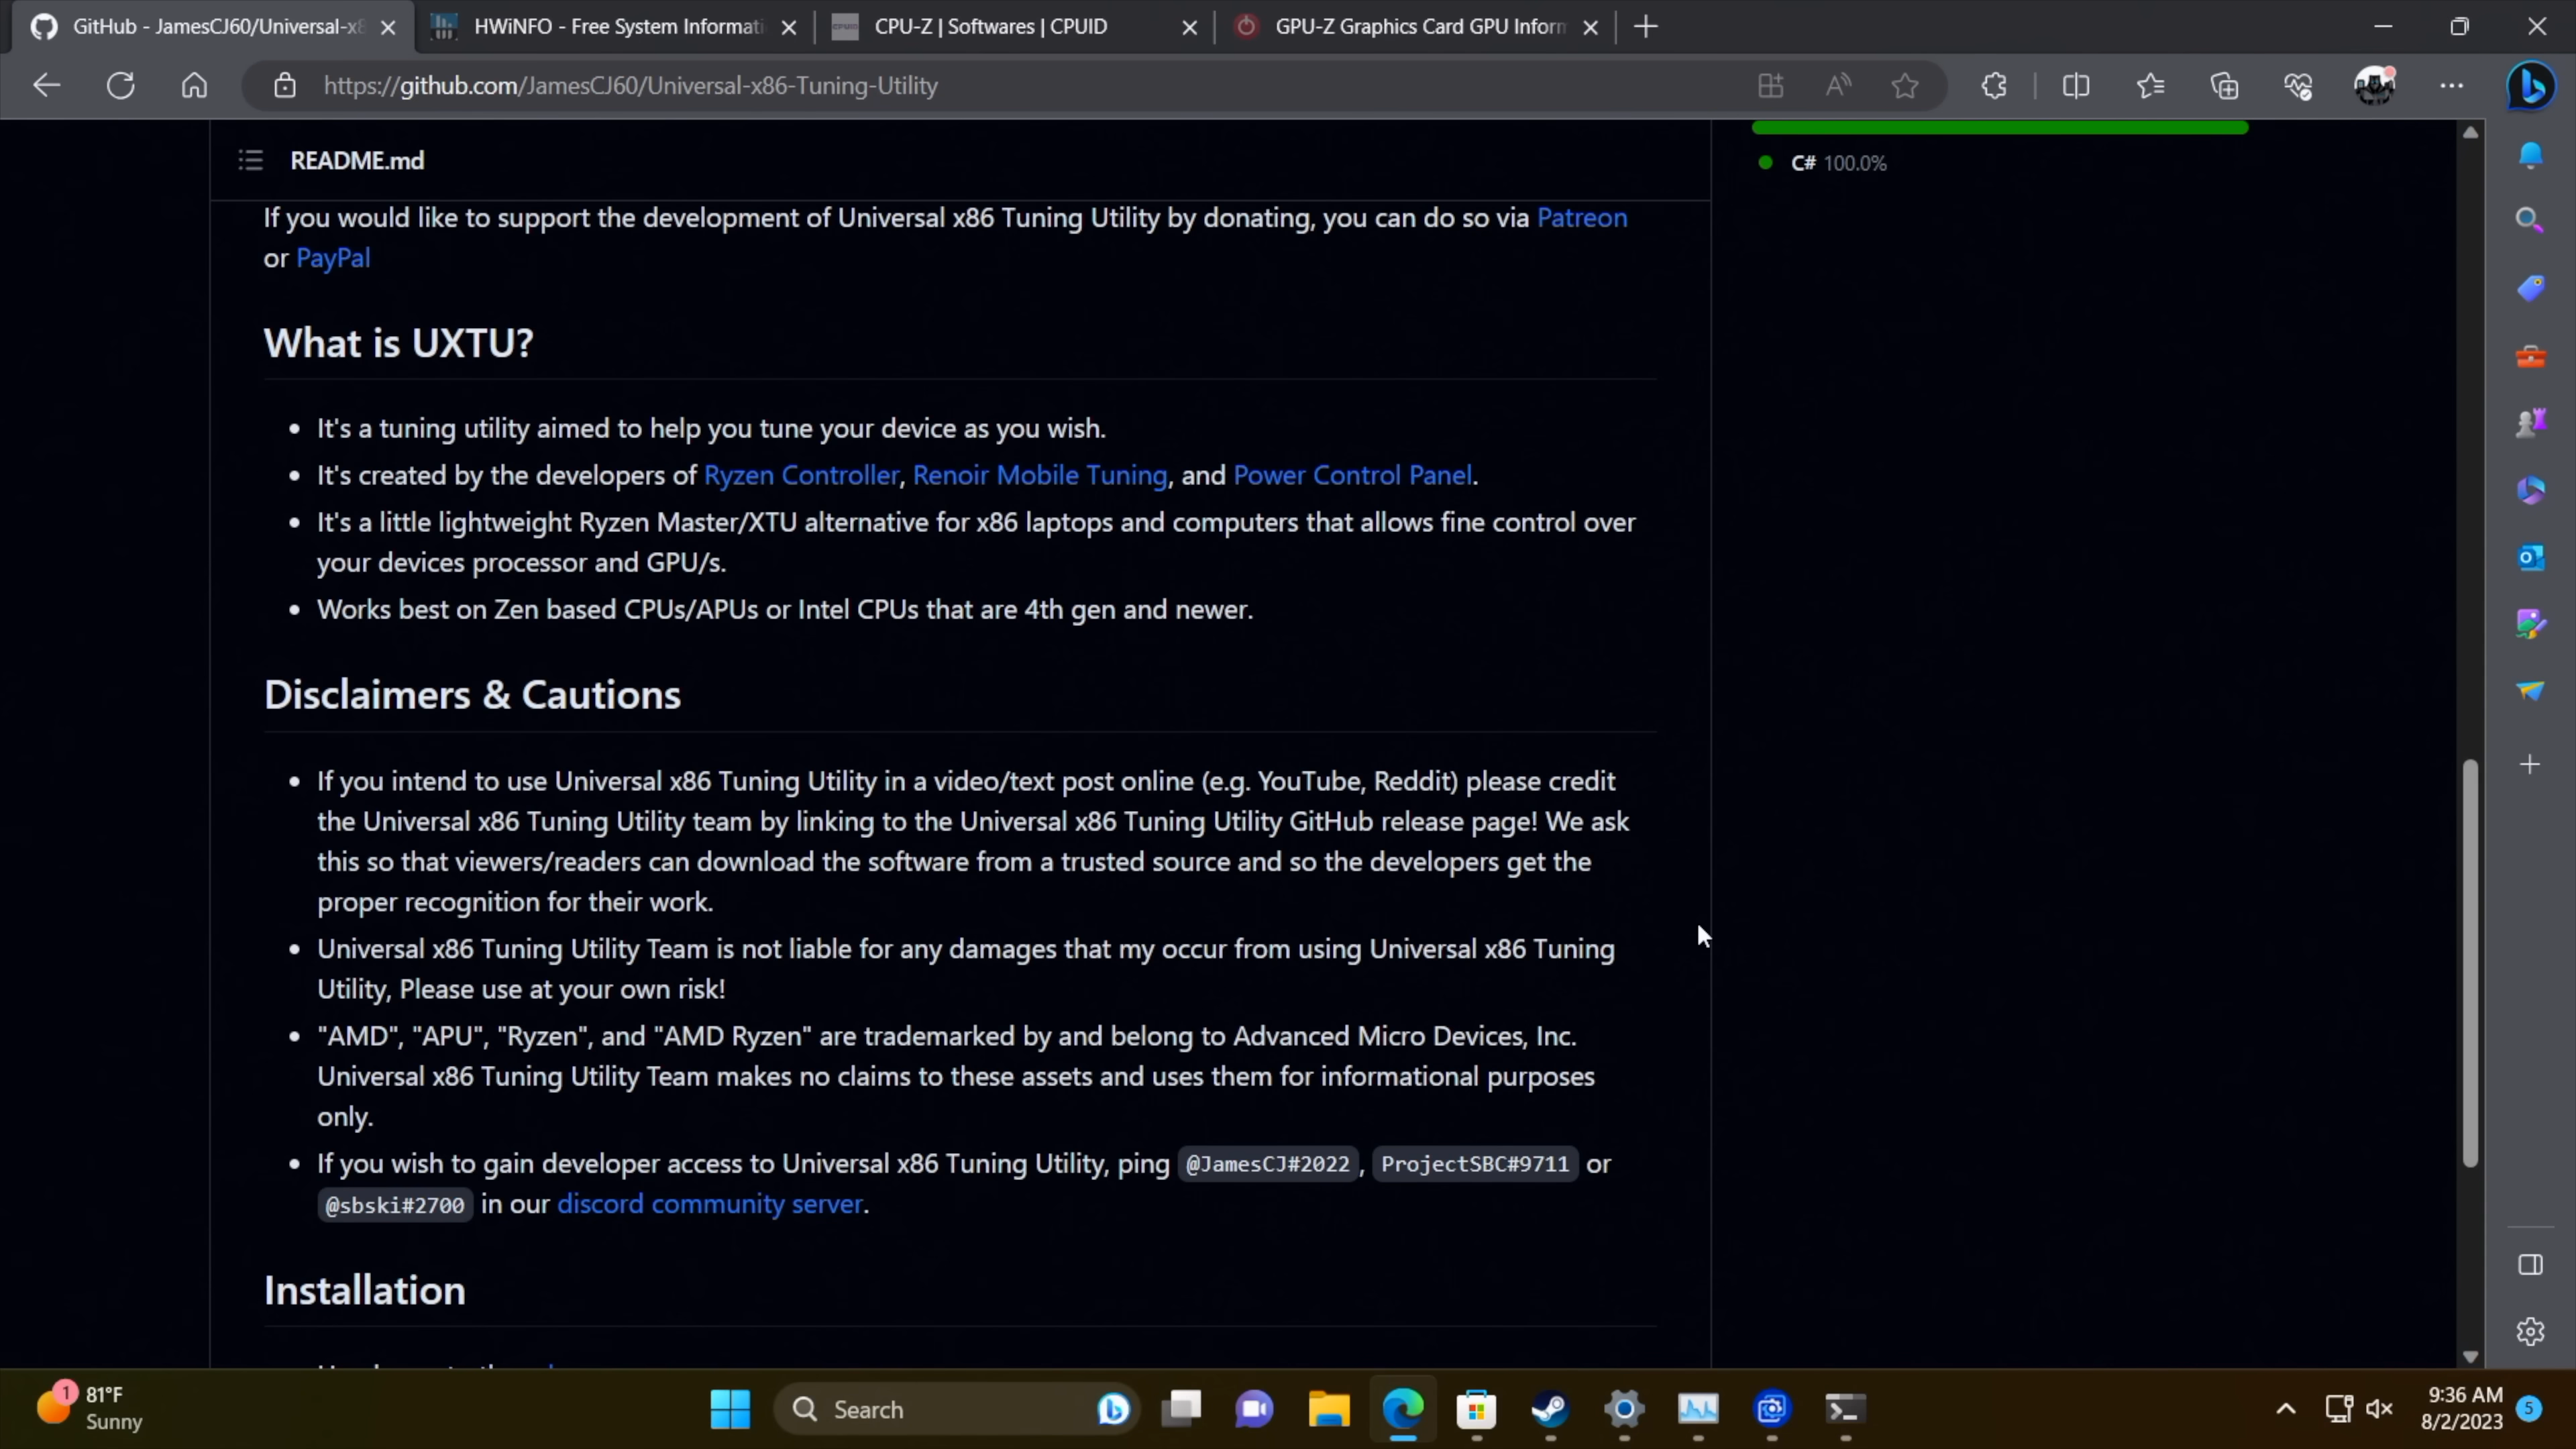 GitHub - JamesCJ60/Universal-x8
HWiNFO - Free System Informati
CPU-Z | Softwares | CPUID
GPU-Z Graphics Card GPU Inform
https://github.com/JamesCJ60/Universal-x86-Tuning-Utility
README.md
C# 100.0%
If you would like to support the development of Universal x86 Tuning Utility by donating, you can do so via Patreon
or PayPal
What is UXTU?
It's a tuning utility aimed to help you tune your device as you wish.
It's created by the developers of Ryzen Controller, Renoir Mobile Tuning, and Power Control Panel.
It's a little lightweight Ryzen Master/XTU alternative for x86 laptops and computers that allows fine control over
your devices processor and GPU/s.
Works best on Zen based CPUs/APUs or Intel CPUs that are 4th gen and newer.
Disclaimers & Cautions
If you intend to use Universal x86 Tuning Utility in a video/text post online (e.g. YouTube, Reddit) please credit
the Universal x86 Tuning Utility team by linking to the Universal x86 Tuning Utility GitHub release page! We ask
this so that viewers/readers can download the software from a trusted source and so the developers get the
proper recognition for their work.
Universal x86 Tuning Utility Team is not liable for any damages that my occur from using Universal x86 Tuning
Utility, Please use at your own risk!
"AMD", "APU", "Ryzen", and "AMD Ryzen" are trademarked by and belong to Advanced Micro Devices, Inc.
Universal x86 Tuning Utility Team makes no claims to these assets and uses them for informational purposes
only.
If you wish to gain developer access to Universal x86 Tuning Utility, ping @JamesCJ#2022, ProjectSBC#9711 or
@sbski#2700 in our discord community server.
Installation
1
81°F
Sunny
Search
9:36 AM
8/2/2023
5